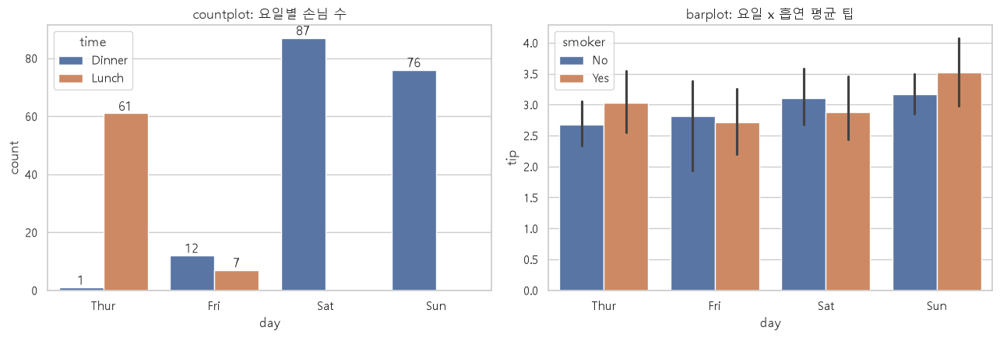 countplot: 요일별 손님 수
time
Dinner
Lunch
1
61
12
7
87
76
80
60
40
20
0
count
Thur
Fri
Sat
Sun
day
barplot: 요일 x 흡연 평균 팁
smoker
No
Yes
4.0
3.5
3.0
2.5
2.0
1.5
1.0
0.5
0.0
tip
Thur
Fri
Sat
Sun
day